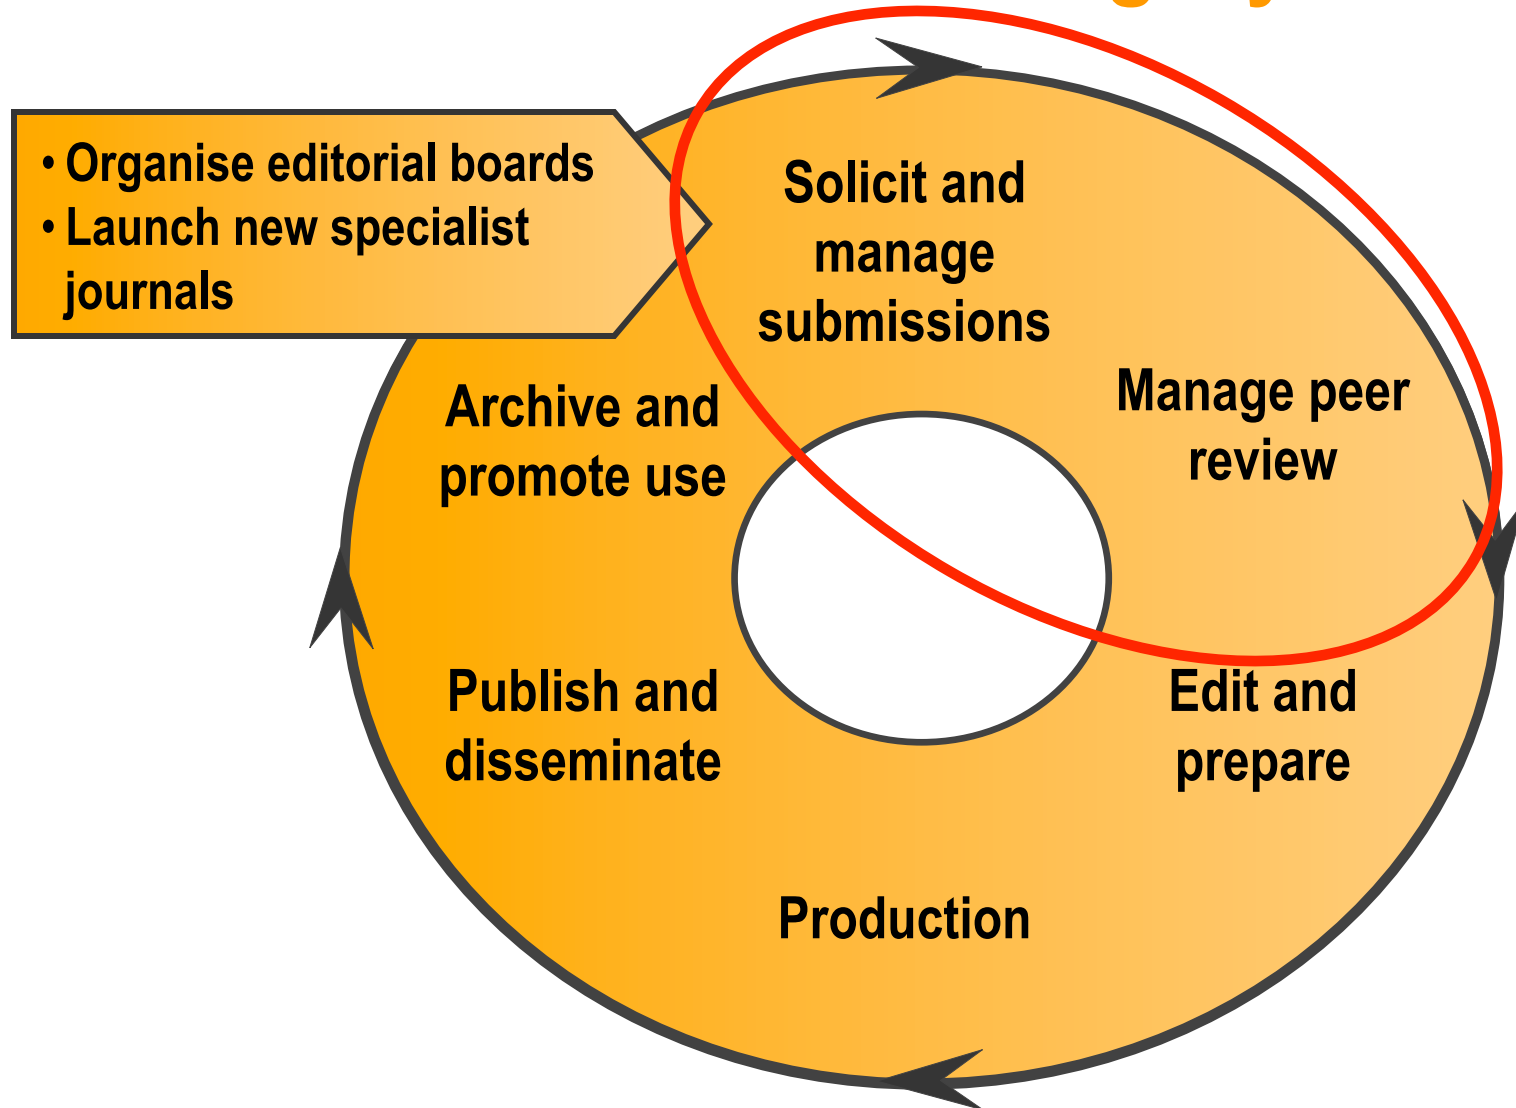 • Organise editorial boards
• Launch new specialist
journals
Solicit and
manage
submissions
Manage peer
review
Edit and
prepare
Production
Publish and
disseminate
Archive and
promote use